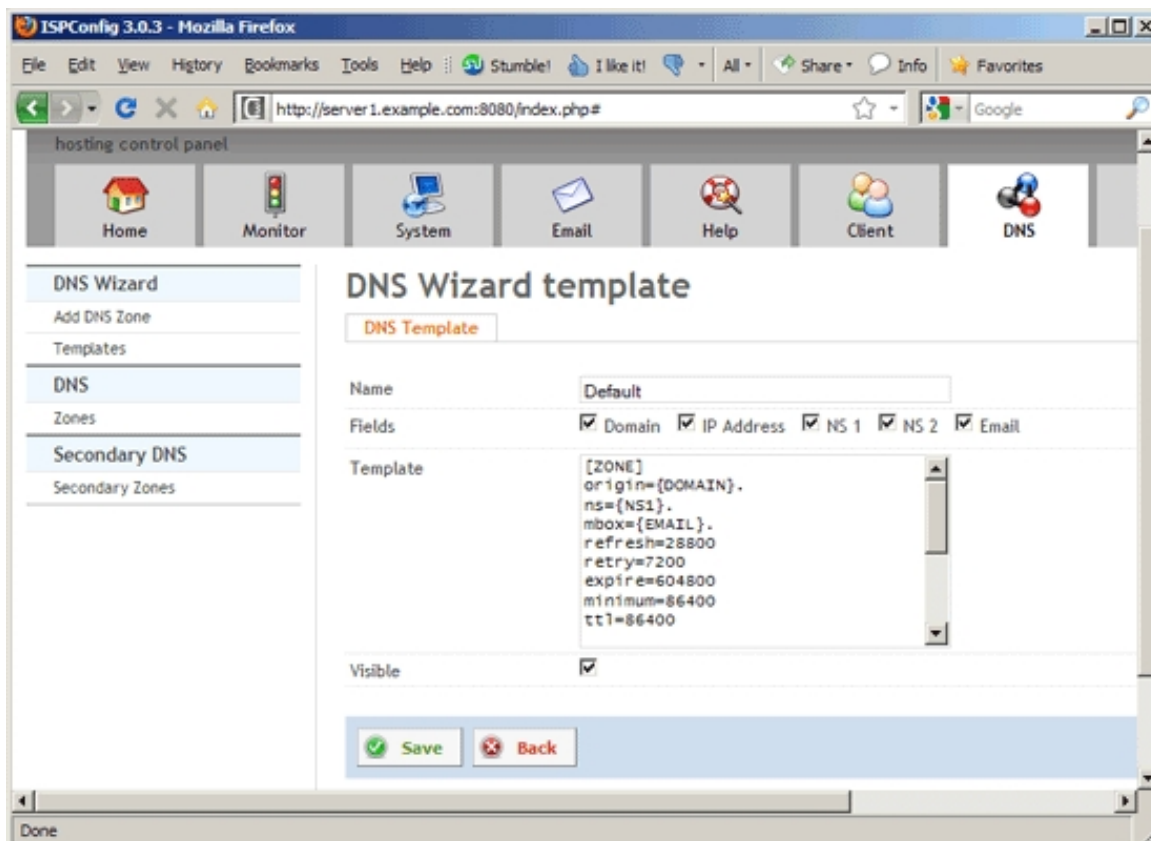 ISPConfig 3.0.3 - Mozilla Firefox
File Edit View History Bookmarks Tools Help Stumble! I like it! All Share Info Favorites
http://server1.example.com:8080/index.php# Google
hosting control panel
Home Monitor System Email Help Client DNS
DNS Wizard
Add DNS Zone
Templates
DNS
Zones
Secondary DNS
Secondary Zones
DNS Wizard template
DNS Template
Name Default
Fields Domain IP Address NS 1 NS 2 Email
Template
[ZONE]
origin={DOMAIN}.
ns={NS1}.
mbox={EMAIL}.
refresh=28800
retry=7200
expire=604800
minimum=86400
ttl=86400
Visible
Save Back
Done